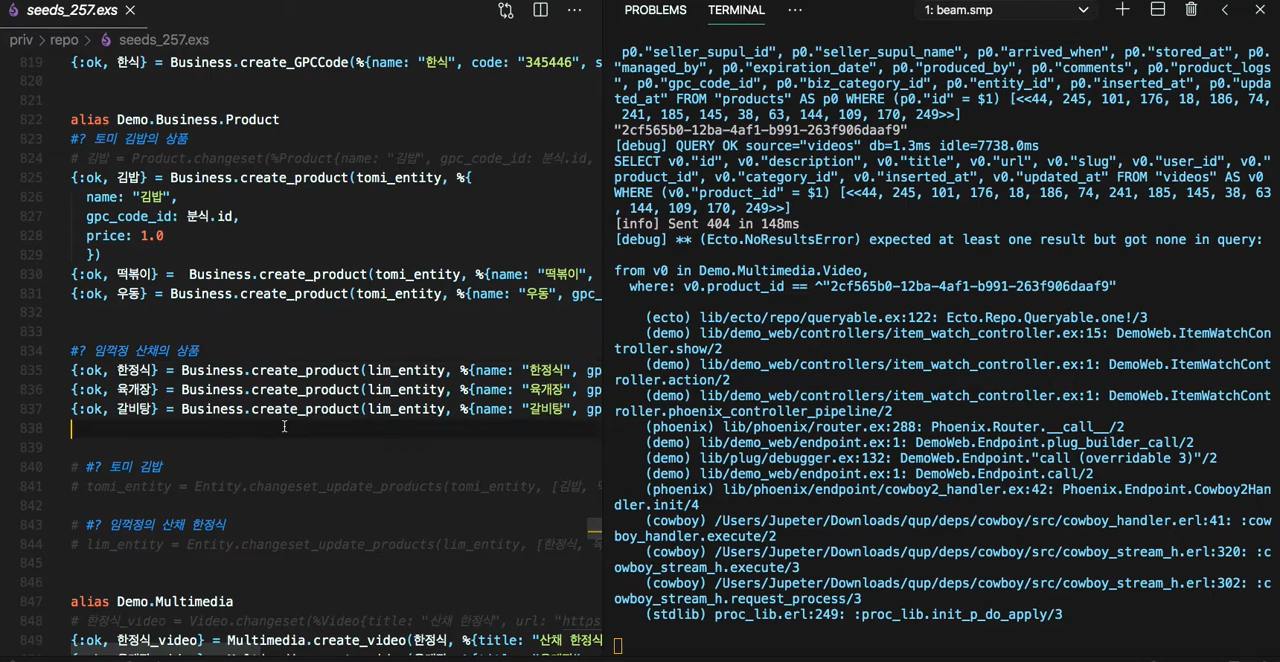 seeds_257.exs
priv > repo > seeds_257.exs
819 {:ok, 한식} = Business.create_GPCCode(%{name: "한식", code: "345446", s
820
821
822 alias Demo.Business.Product
823 #? 토미 김밥의 상품
824 # 김밥 = Product.changeset(%Product{name: "김밥", gpc_code_id: 분식.id,
825 {:ok, 김밥} = Business.create_product(tomi_entity, %{
826 name: "김밥",
827 gpc_code_id: 분식.id,
828 price: 1.0
829 })
830 {:ok, 떡볶이} =  Business.create_product(tomi_entity, %{name: "떡볶이",
831 {:ok, 우동} = Business.create_product(tomi_entity, %{name: "우동", gpc_
832
833
834 #? 임꺽정 산채의 상품
835 {:ok, 한정식} = Business.create_product(lim_entity, %{name: "한정식", gp
836 {:ok, 육개장} = Business.create_product(lim_entity, %{name: "육개장", gp
837 {:ok, 갈비탕} = Business.create_product(lim_entity, %{name: "갈비탕", gp
838
839
840 # #? 토미 김밥
841 # tomi_entity = Entity.changeset_update_products(tomi_entity, [김밥,
842
843 # #? 임꺽정의 산채 한정식
844 # lim_entity = Entity.changeset_update_products(lim_entity, [한정식,
845
846
847 alias Demo.Multimedia
848 # 한정식_video = Video.changeset(%Video{title: "산채 한정식", url: "https
849 {:ok, 한정식_video} = Multimedia.create_video(한정식, %{title: "산채 한정식
PROBLEMS TERMINAL ··· 1: beam.smp
p0."seller_supul_id", p0."seller_supul_name", p0."arrived_when", p0."stored_at", p0.
"managed_by", p0."expiration_date", p0."produced_by", p0."comments", p0."product_logs
", p0."gpc_code_id", p0."biz_category_id", p0."entity_id", p0."inserted_at", p0."upda
ted_at" FROM "products" AS p0 WHERE (p0."id" = $1) [<<44, 245, 101, 176, 18, 186, 74,
241, 185, 145, 38, 63, 144, 109, 170, 249>>]
"2cf565b0-12ba-4af1-b991-263f906daaf9"
[debug] QUERY OK source="videos" db=1.3ms idle=7738.0ms
SELECT v0."id", v0."description", v0."title", v0."url", v0."slug", v0."user_id", v0."
product_id", v0."category_id", v0."inserted_at", v0."updated_at" FROM "videos" AS v0
WHERE (v0."product_id" = $1) [<<44, 245, 101, 176, 18, 186, 74, 241, 185, 145, 38, 63
, 144, 109, 170, 249>>]
[info] Sent 404 in 148ms
[debug] ** (Ecto.NoResultsError) expected at least one result but got none in query:
from v0 in Demo.Multimedia.Video,
where: v0.product_id == ^"2cf565b0-12ba-4af1-b991-263f906daaf9"
(ecto) lib/ecto/repo/queryable.ex:122: Ecto.Repo.Queryable.one!/3
(demo) lib/demo_web/controllers/item_watch_controller.ex:15: DemoWeb.ItemWatchCon
troller.show/2
(demo) lib/demo_web/controllers/item_watch_controller.ex:1: DemoWeb.ItemWatchCont
roller.action/2
(demo) lib/demo_web/controllers/item_watch_controller.ex:1: DemoWeb.ItemWatchCont
roller.phoenix_controller_pipeline/2
(phoenix) lib/phoenix/router.ex:288: Phoenix.Router.__call__/2
(demo) lib/demo_web/endpoint.ex:1: DemoWeb.Endpoint.plug_builder_call/2
(demo) lib/plug/debugger.ex:132: DemoWeb.Endpoint."call (overridable 3)"/2
(demo) lib/demo_web/endpoint.ex:1: DemoWeb.Endpoint.call/2
(phoenix) lib/phoenix/endpoint/cowboy2_handler.ex:42: Phoenix.Endpoint.Cowboy2Han
dler.init/4
(cowboy) /Users/Jupeter/Downloads/qup/deps/cowboy/src/cowboy_handler.erl:41: :cow
boy_handler.execute/2
(cowboy) /Users/Jupeter/Downloads/qup/deps/cowboy/src/cowboy_stream_h.erl:320: :c
owboy_stream_h.execute/3
(cowboy) /Users/Jupeter/Downloads/qup/deps/cowboy/src/cowboy_stream_h.erl:302: :c
owboy_stream_h.request_process/3
(stdlib) proc_lib.erl:249: :proc_lib.init_p_do_apply/3